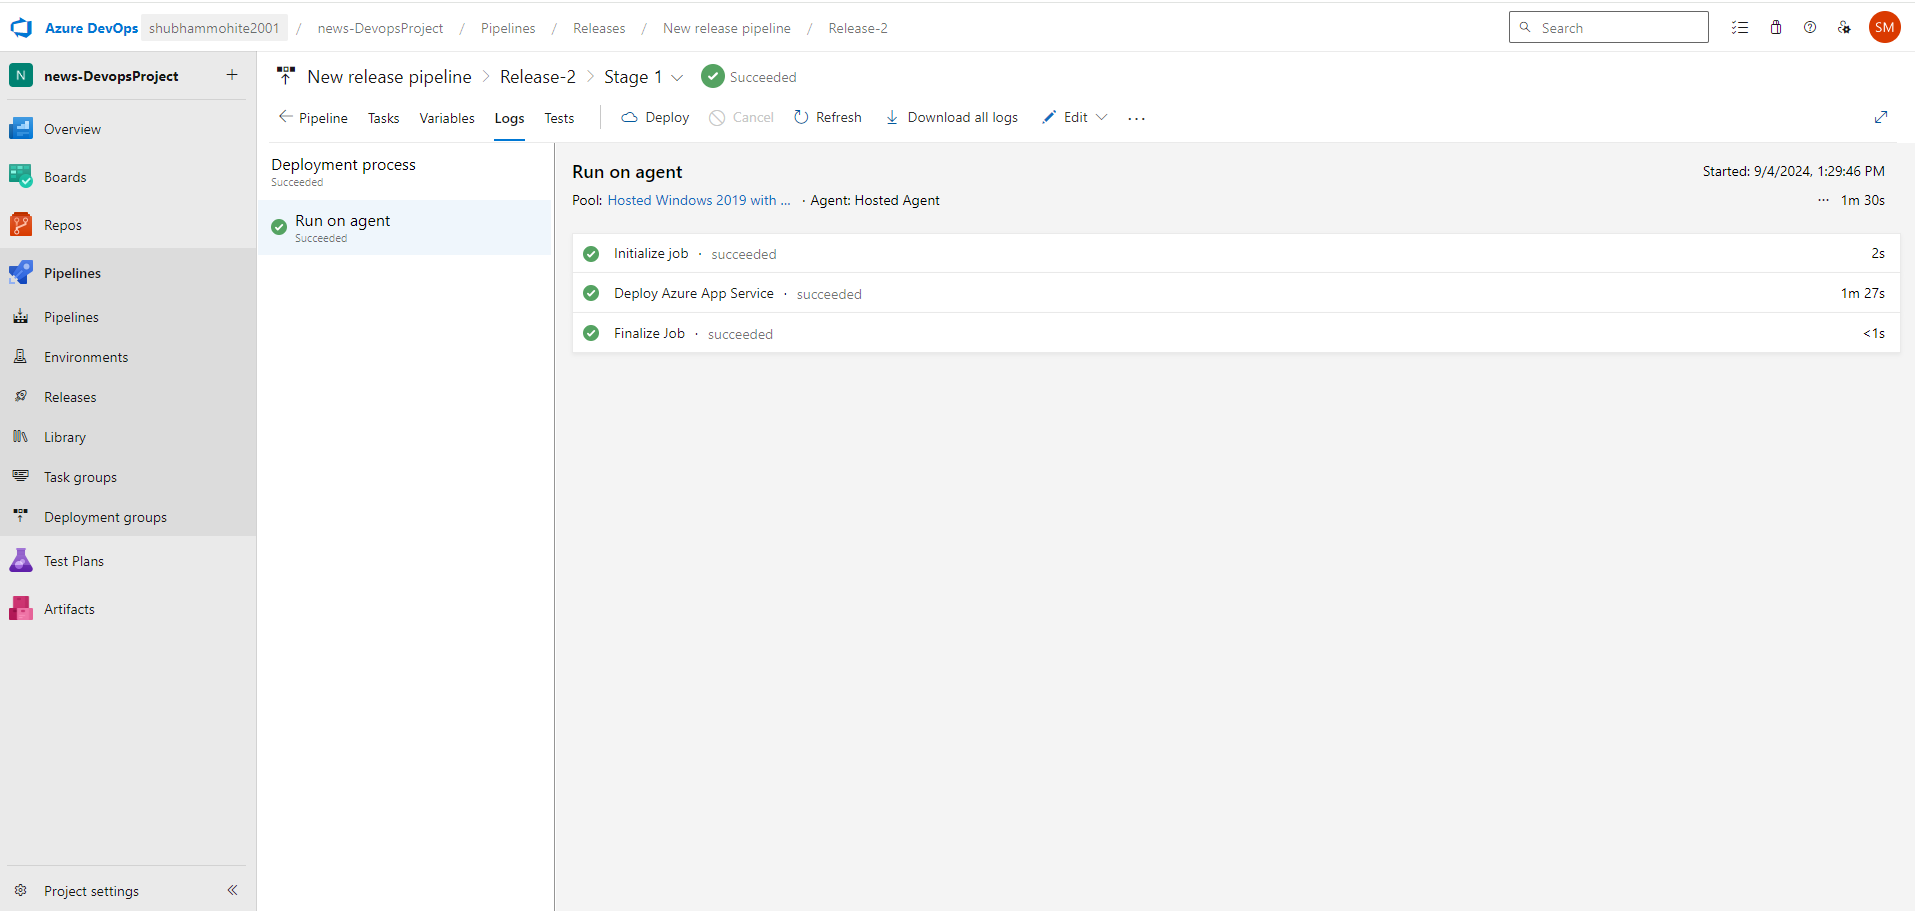 Azure DevOps shubhammohite2001 / news-DevopsProject / Pipelines / Releases / New release pipeline / Release-2
Search
SM
N news-DevopsProject +
Overview
Boards
Repos
Pipelines
Pipelines
Environments
Releases
Library
Task groups
Deployment groups
Test Plans
Artifacts
Project settings
New release pipeline > Release-2 > Stage 1 Succeeded
Pipeline Tasks Variables Logs Tests Deploy Cancel Refresh Download all logs Edit ...
Deployment process
Succeeded
Run on agent
Succeeded
Run on agent
Started: 9/4/2024, 1:29:46 PM
Pool: Hosted Windows 2019 with ... · Agent: Hosted Agent
... 1m 30s
Initialize job · succeeded 2s
Deploy Azure App Service · succeeded 1m 27s
Finalize Job · succeeded <1s